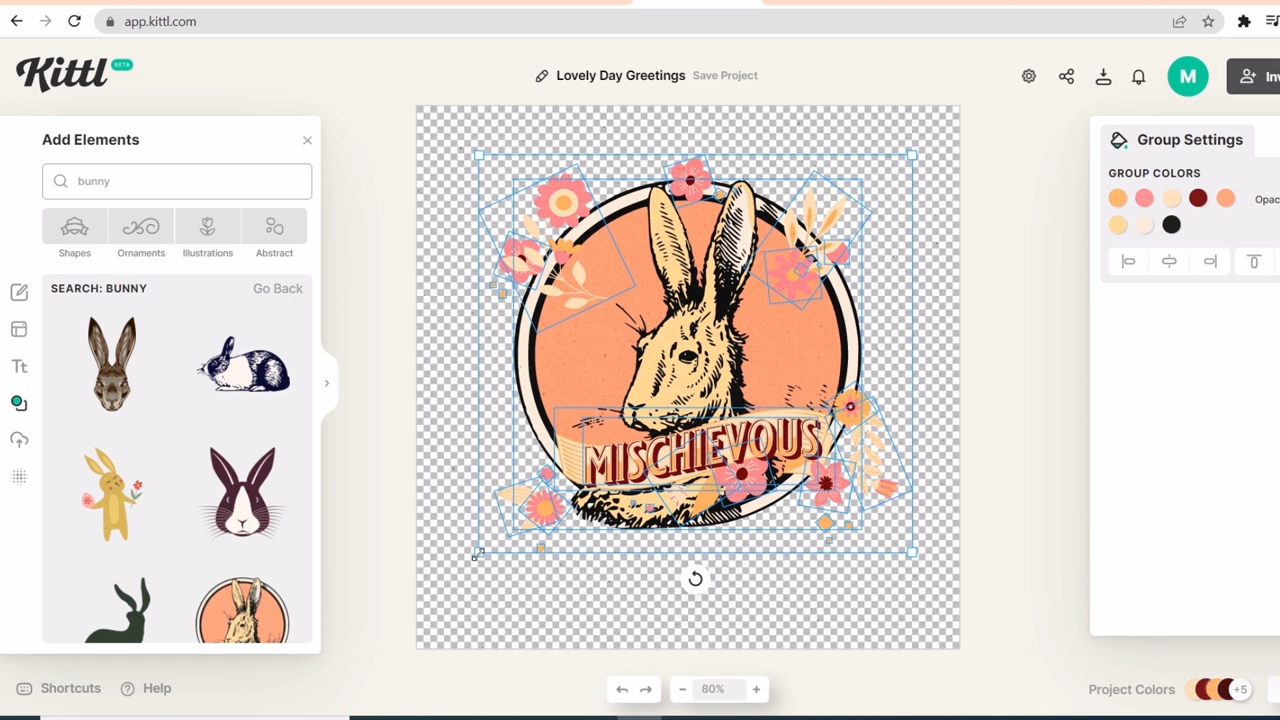 app.kittl.com
Kittl BETA
Lovely Day Greetings Save Project
M
Add Elements
bunny
Shapes Ornaments Illustrations Abstract
SEARCH: BUNNY Go Back
Tt
MISCHIEVOUS
Group Settings
GROUP COLORS
Shortcuts Help
80%
Project Colors +5